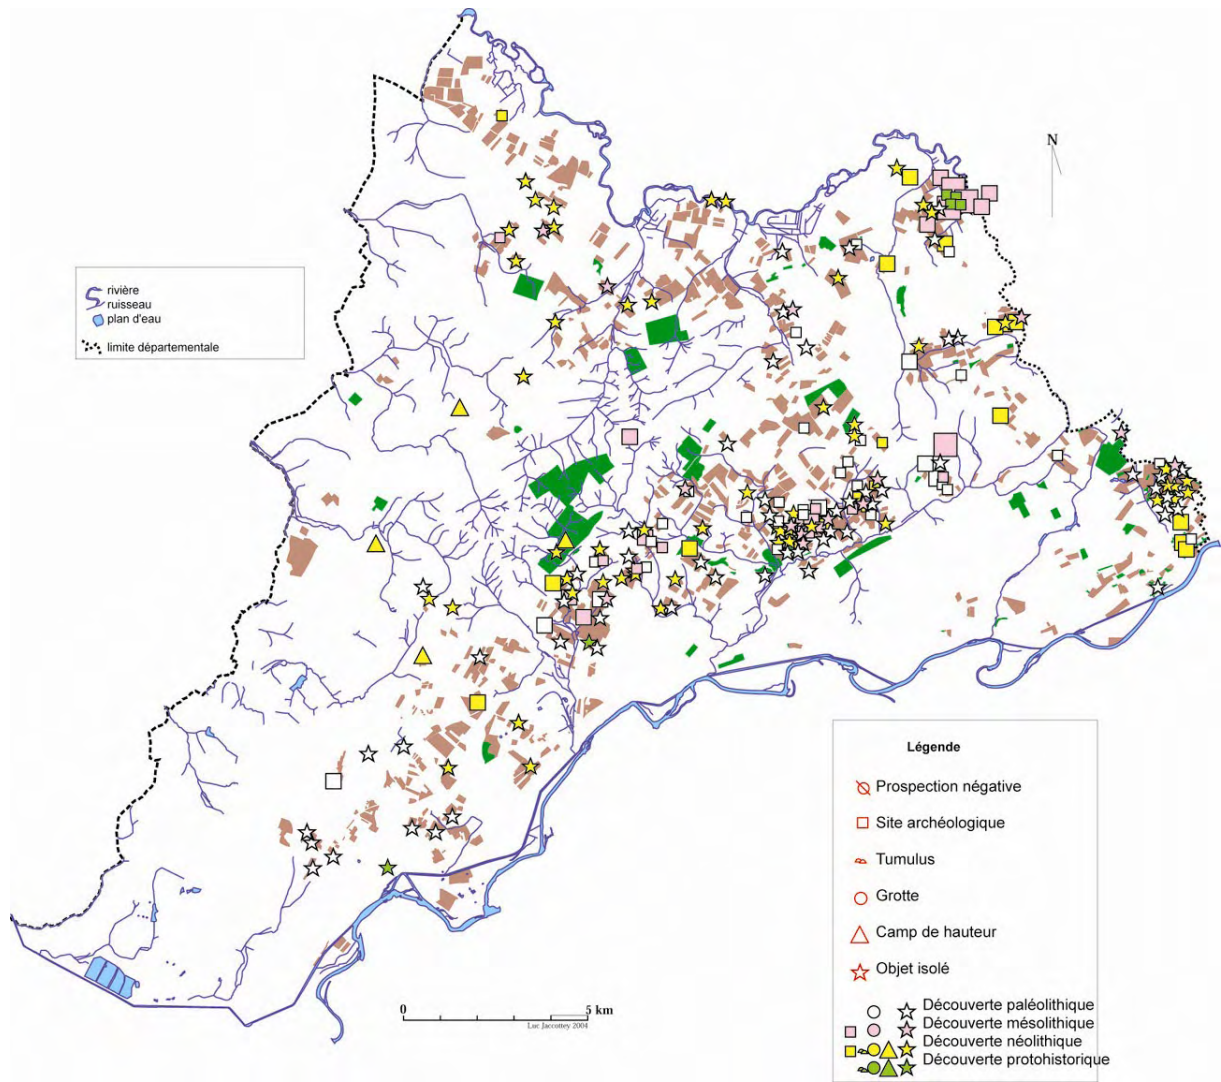 N
rivière
ruisseau
plan d'eau
limite départementale
Légende
Prospection négative
Site archéologique
Tumulus
Grotte
Camp de hauteur
Objet isolé
Découverte paléolithique
Découverte mésolithique
Découverte néolithique
Découverte protohistorique
0 5 km
Luc Jaccottey 2004